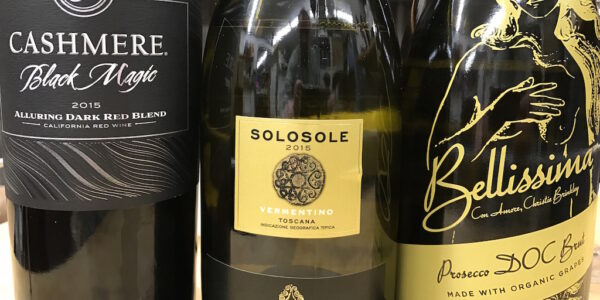 CASHMERE®
Black Magic
2015
ALLURING DARK RED BLEND
CALIFORNIA RED WINE
SOLOSOLE
2015
VERMENTINO
TOSCANA
INDICAZIONE GEOGRAFICA TIPICA
Bellissima
Con Amore, Christie Brinkley
Prosecco DOC Brut
MADE WITH ORGANIC GRAPES